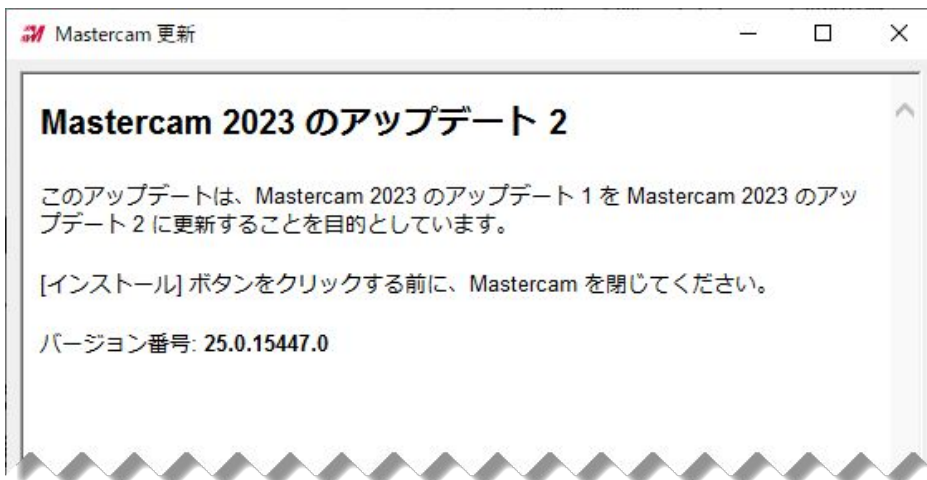 Mastercam 更新
Mastercam 2023 のアップデート 2
このアップデートは、Mastercam 2023 のアップデート 1 を Mastercam 2023 のアッ
プデート 2 に更新することを目的としています。
[インストール] ボタンをクリックする前に、Mastercam を閉じてください。
バージョン番号: 25.0.15447.0